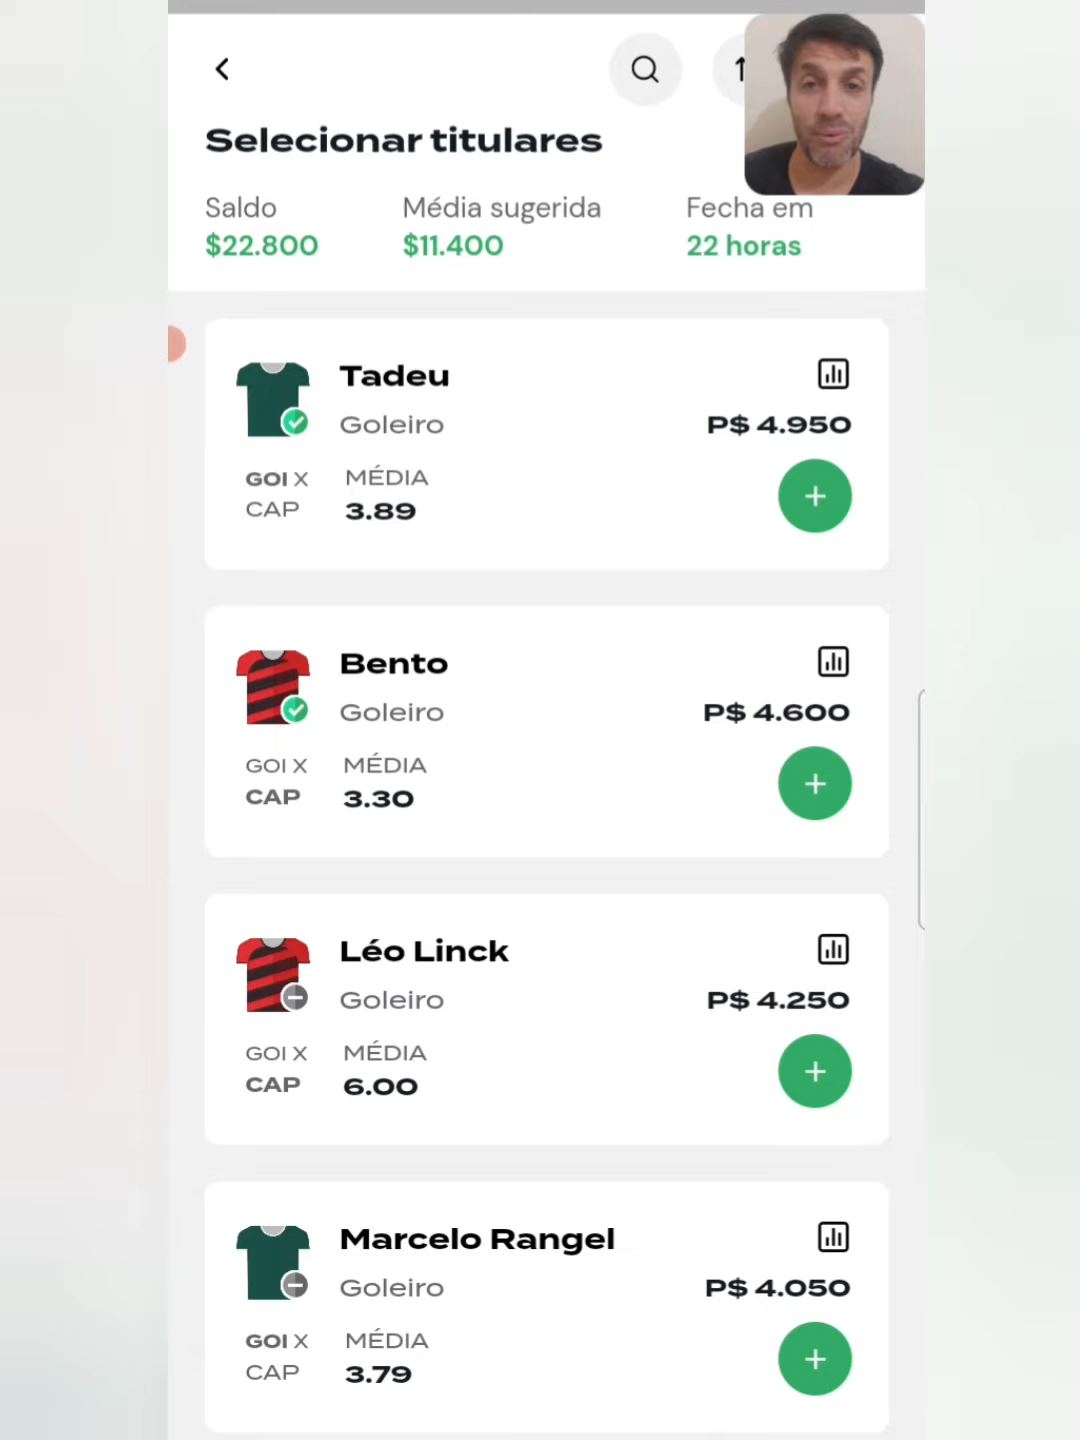 Selecionar titulares
Saldo
$22.800
Média sugerida
$11.400
Fecha em
22 horas
Tadeu
Goleiro
P$ 4.950
GOI X
CAP
MÉDIA
3.89
Bento
Goleiro
P$ 4.600
GOI X
CAP
MÉDIA
3.30
Léo Linck
Goleiro
P$ 4.250
GOI X
CAP
MÉDIA
6.00
Marcelo Rangel
Goleiro
P$ 4.050
GOI X
CAP
MÉDIA
3.79